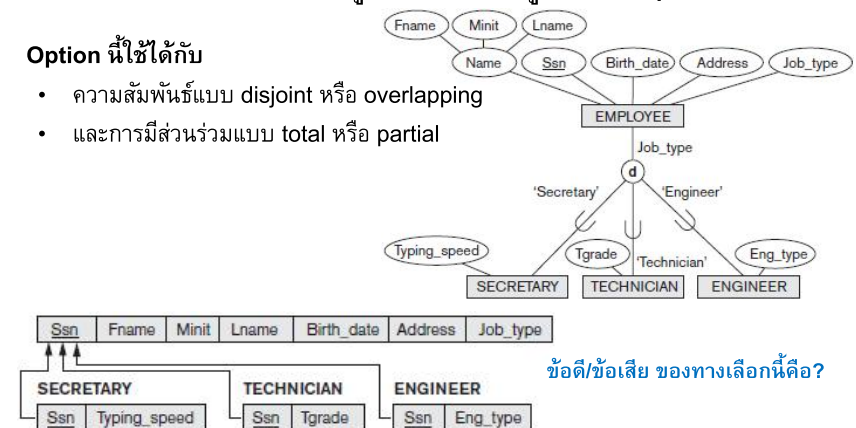 Option นี้ใช้ได้กับ
• ความสัมพันธ์แบบ disjoint หรือ overlapping
• และการมีส่วนร่วมแบบ total หรือ partial
Fname Minit Lname
Name Ssn Birth_date Address Job_type
EMPLOYEE
Job_type
d
‘Secretary’ ‘Engineer’
Typing_speed Tgrade ‘Technician’ Eng_type
SECRETARY TECHNICIAN ENGINEER
Ssn Fname Minit Lname Birth_date Address Job_type
ข้อดี/ข้อเสีย ของทางเลือกนี้คือ?
SECRETARY TECHNICIAN ENGINEER
Ssn Typing_speed Ssn Tgrade Ssn Eng_type